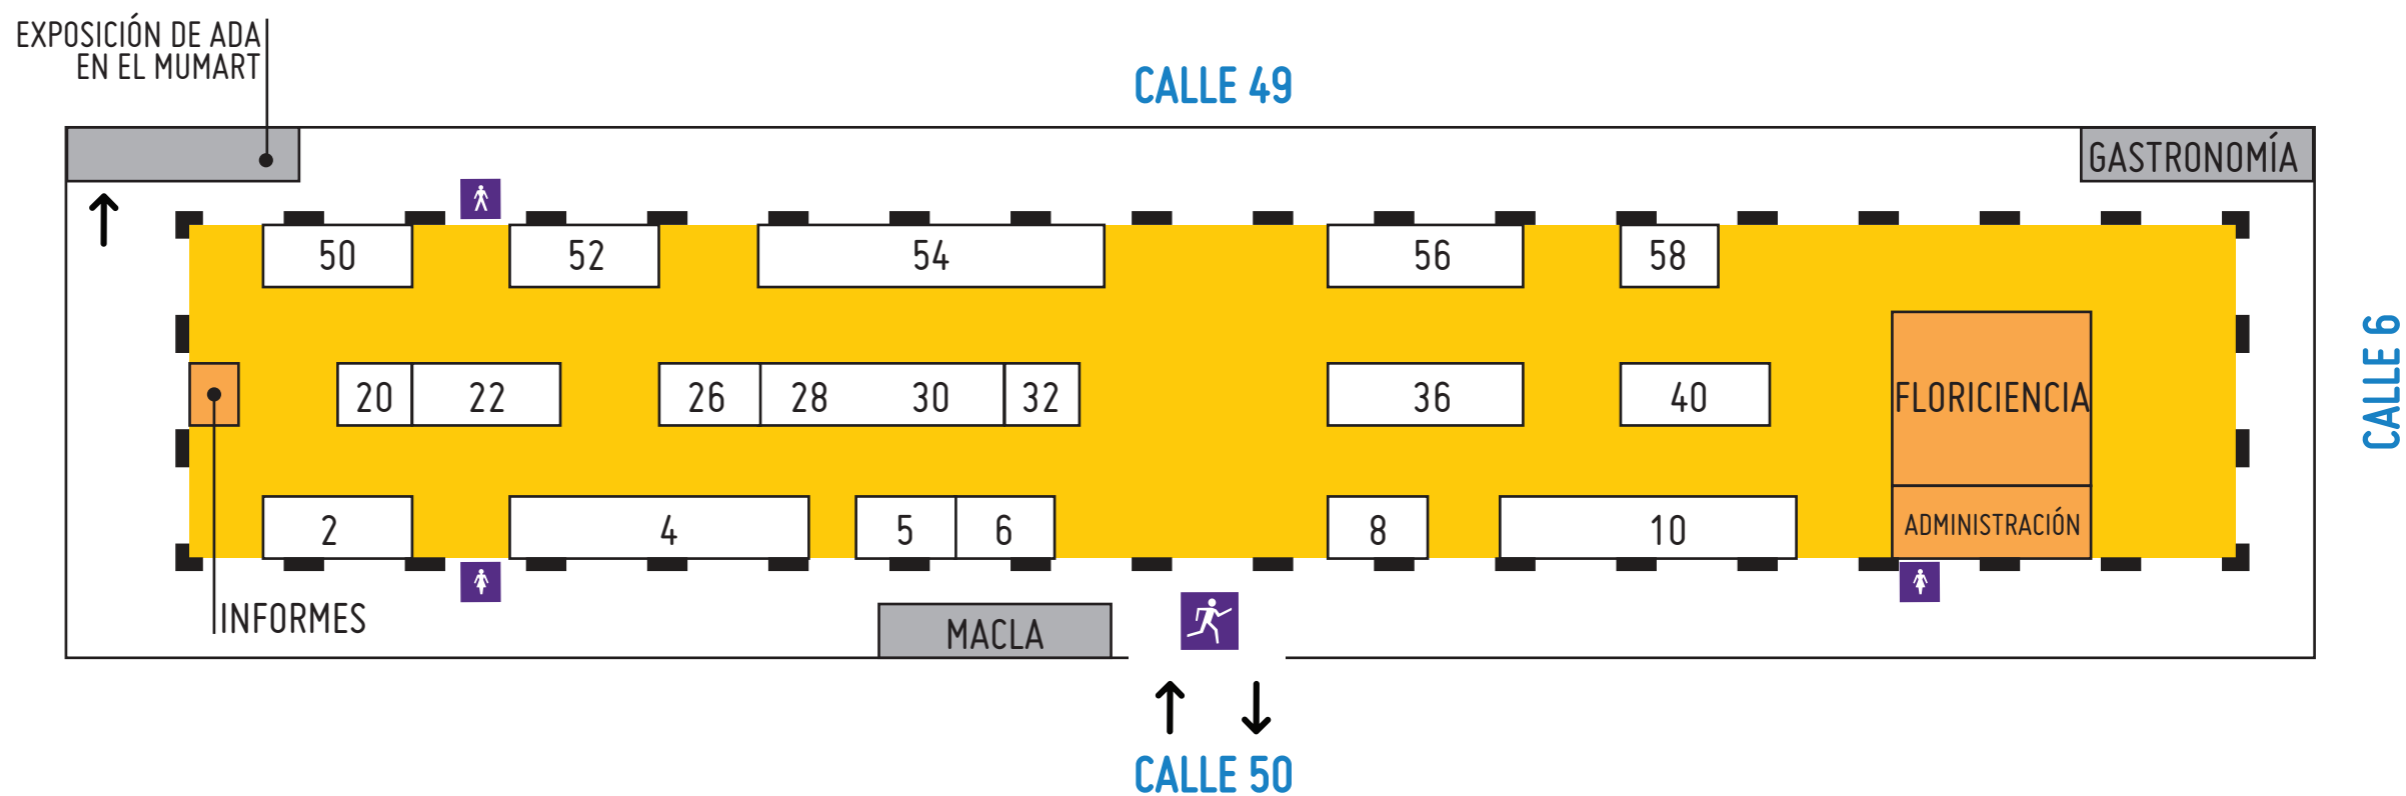 EXPOSICIÓN DE ADA
EN EL MUMART
CALLE 49
GASTRONOMÍA
50
52
54
56
58
20
22
26
28
30
32
36
40
FLORICIENCIA
CALLE 6
2
4
5
6
8
10
ADMINISTRACIÓN
INFORMES
MACLA
CALLE 50